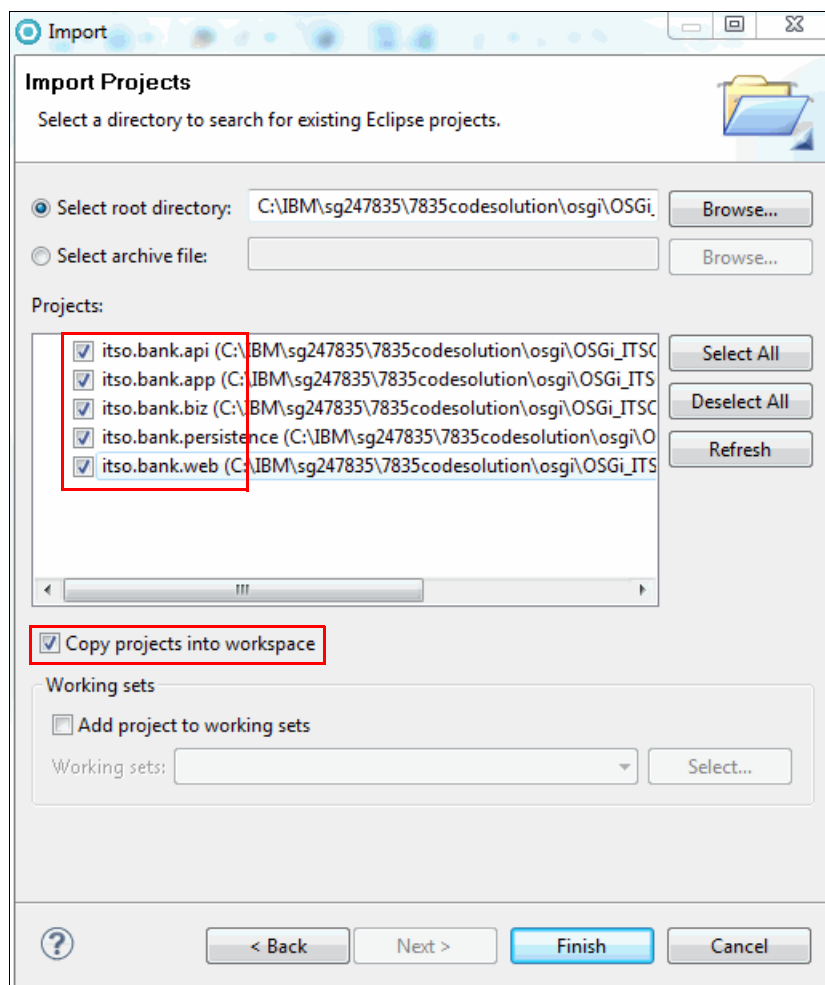 Import
Import Projects
Select a directory to search for existing Eclipse projects.
Select root directory: C:\IBM\sg247835\7835codesolution\osgi\OSGi_ Browse...
Select archive file: Browse...
Projects:
itso.bank.api (C:\IBM\sg247835\7835codesolution\osgi\OSGi_ITSC Select All
itso.bank.app (C:\IBM\sg247835\7835codesolution\osgi\OSGi_ITS
itso.bank.biz (C:\IBM\sg247835\7835codesolution\osgi\OSGi_ITSC Deselect All
itso.bank.persistence (C:\IBM\sg247835\7835codesolution\osgi\O
itso.bank.web (C:\IBM\sg247835\7835codesolution\osgi\OSGi_ITS Refresh
Copy projects into workspace
Working sets
Add project to working sets
Working sets: Select...
? < Back Next > Finish Cancel